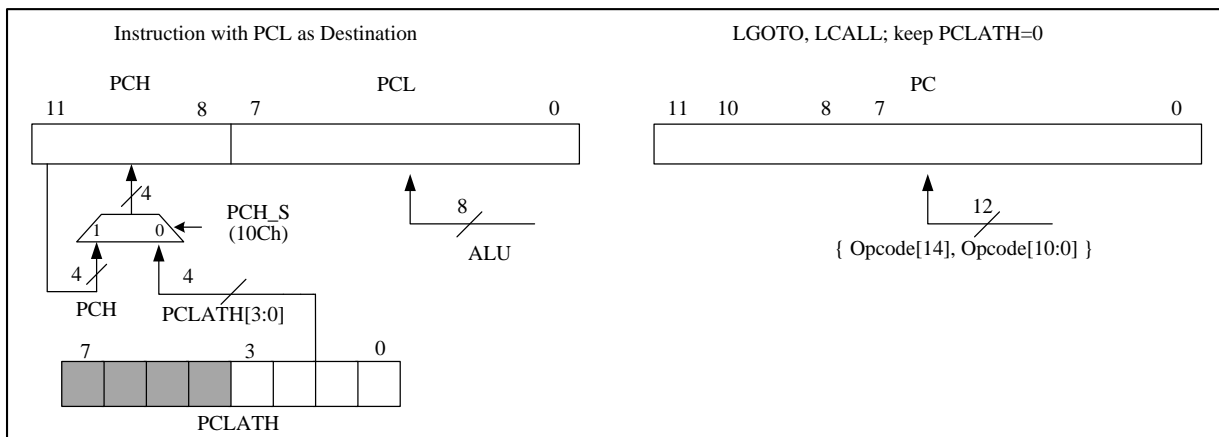 Instruction with PCL as Destination
LGOTO, LCALL; keep PCLATH=0
PCH
PCL
PC
11
8
7
0
11
10
8
7
0
4
PCH_S
(10Ch)
1
0
8
12
ALU
{ Opcode[14], Opcode[10:0] }
4
4
PCH
PCLATH[3:0]
7
3
0
PCLATH